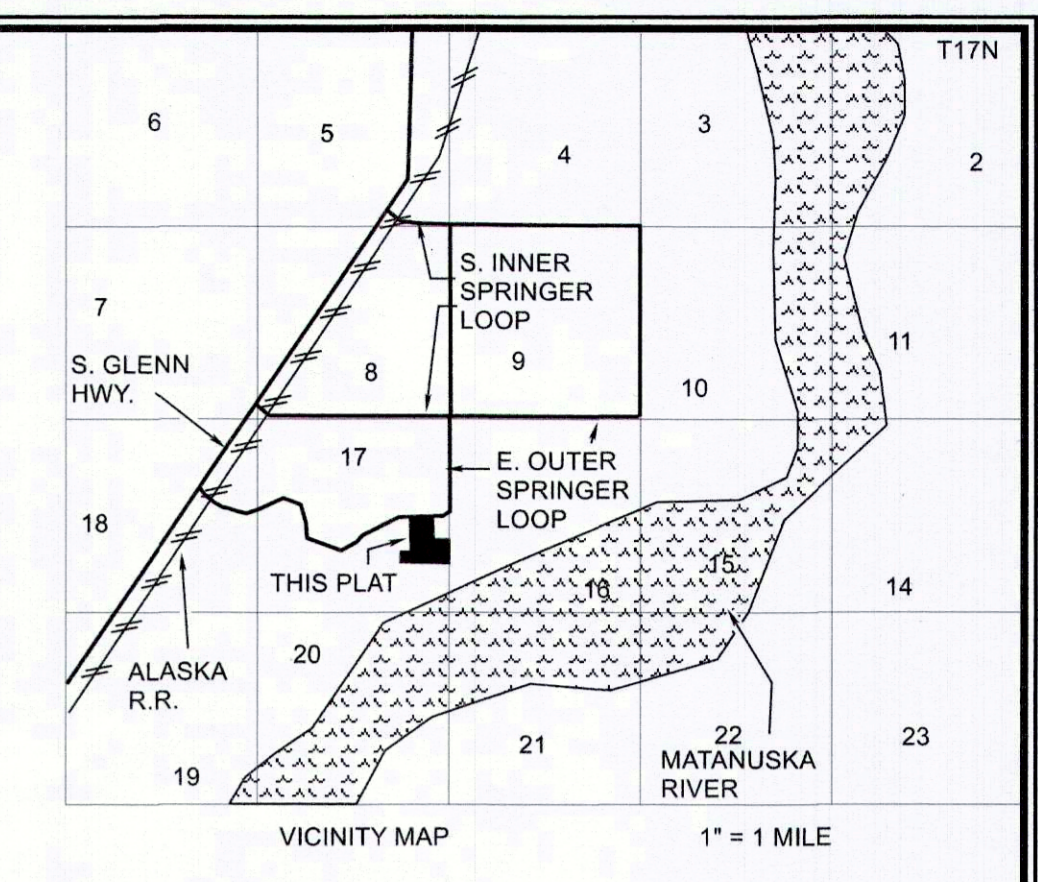 T17N
6
5
4
3
2
7
S. INNER
SPRINGER
LOOP
8
9
10
11
S. GLENN
HWY.
17
E. OUTER
SPRINGER
LOOP
18
THIS PLAT
16
15
14
ALASKA
R.R.
20
19
21
22
23
MATANUSKA
RIVER
VICINITY MAP
1" = 1 MILE